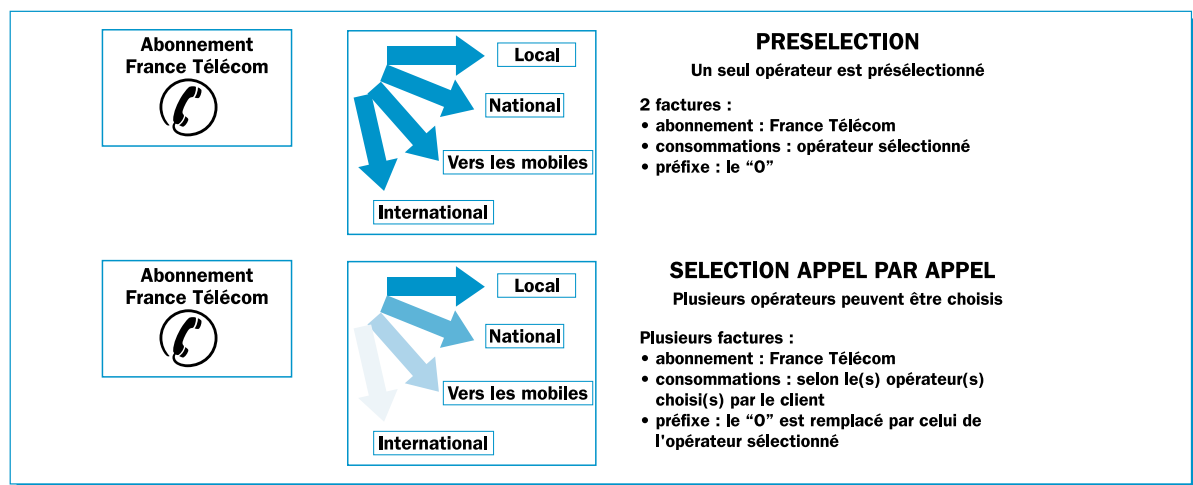 Abonnement
France Télécom
Local
National
Vers les mobiles
International
PRESELECTION
Un seul opérateur est présélectionné
2 factures :
• abonnement : France Télécom
• consommations : opérateur sélectionné
• préfixe : le “0”
Abonnement
France Télécom
Local
National
Vers les mobiles
International
SELECTION APPEL PAR APPEL
Plusieurs opérateurs peuvent être choisis
Plusieurs factures :
• abonnement : France Télécom
• consommations : selon le(s) opérateur(s)
choisi(s) par le client
• préfixe : le “0” est remplacé par celui de
l'opérateur sélectionné